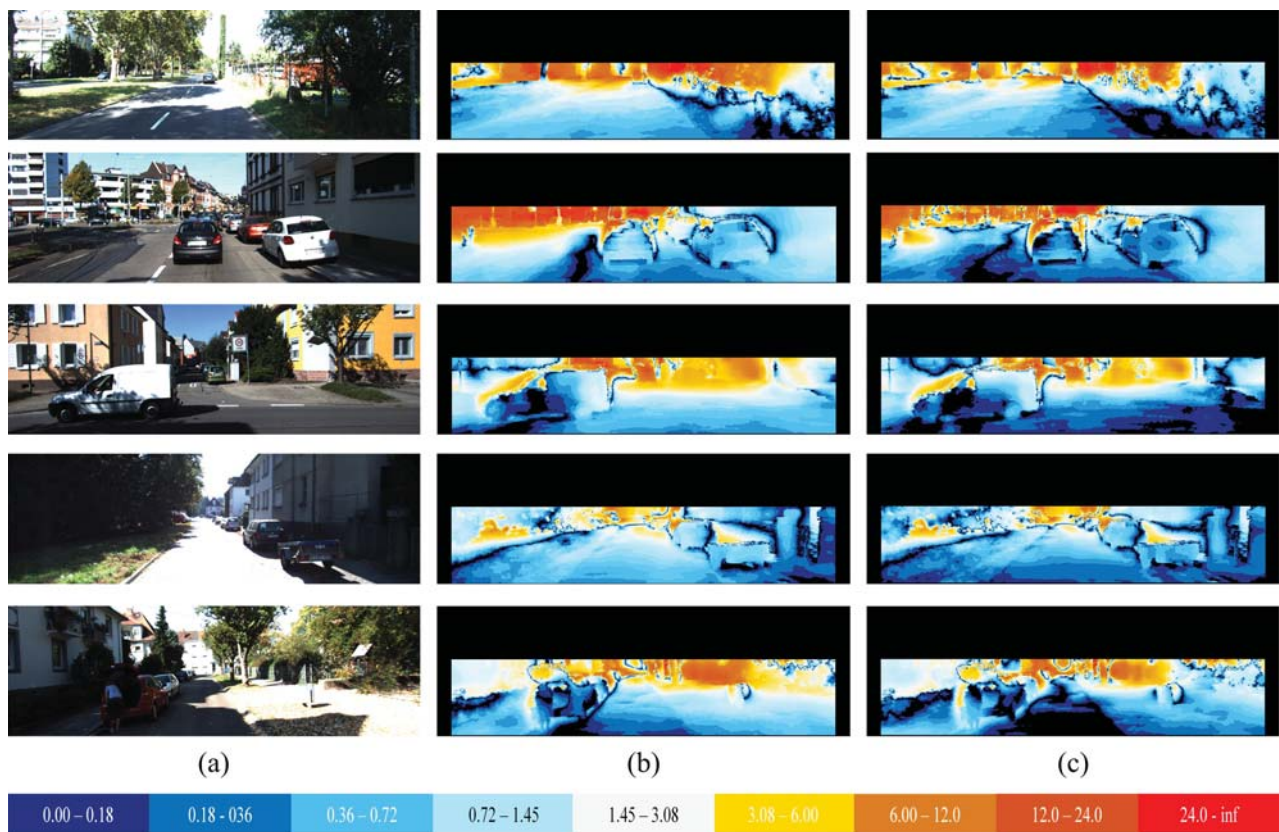 (a) (b) (c)
0.00 – 0.18 0.18 - 036 0.36 – 0.72 0.72 – 1.45 1.45 – 3.08 3.08 – 6.00 6.00 – 12.0 12.0 – 24.0 24.0 - inf